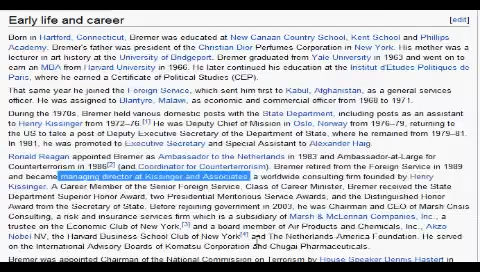 Early life and career [edit]
Born in Hartford, Connecticut, Bremer was educated at New Canaan Country School, Kent School and Phillips
Academy. Bremer's father was president of the Christian Dior Perfumes Corporation in New York. His mother was a
lecturer in art history at the University of Bridgeport. Bremer graduated from Yale University in 1963 and went on to
earn an MBA from Harvard University in 1966. He later continued his education at the Institut d'Etudes Politiques de
Paris, where he earned a Certificate of Political Studies (CEP).
That same year he joined the Foreign Service, which sent him first to Kabul, Afghanistan, as a general services
officer. He was assigned to Blantyre, Malawi, as economic and commercial officer from 1968 to 1971.
During the 1970s, Bremer held various domestic posts with the State Department, including posts as an assistant
to Henry Kissinger from 1972–76.[1] He was Deputy Chief of Mission in Oslo, Norway from 1976–79, returning to
the US to take a post of Deputy Executive Secretary of the Department of State, where he remained from 1979–81.
In 1981, he was promoted to Executive Secretary and Special Assistant to Alexander Haig.
Ronald Reagan appointed Bremer as Ambassador to the Netherlands in 1983 and Ambassador-at-Large for
Counterterrorism in 1986[2] (and Coordinator for Counterterrorism). Bremer retired from the Foreign Service in 1989
and became managing director at Kissinger and Associates, a worldwide consulting firm founded by Henry
Kissinger. A Career Member of the Senior Foreign Service, Class of Career Minister, Bremer received the State
Department Superior Honor Award, two Presidential Meritorious Service Awards, and the Distinguished Honor
Award from the Secretary of State. Before rejoining government in 2003, he was Chairman and CEO of Marsh Crisis
Consulting, a risk and insurance services firm which is a subsidiary of Marsh & McLennan Companies, Inc., a
trustee on the Economic Club of New York,[3] and a board member of Air Products and Chemicals, Inc., Akzo
Nobel NV, the Harvard Business School Club of New York[4] and The Netherlands-America Foundation. He served
on the International Advisory Boards of Komatsu Corporation and Chugai Pharmaceuticals.
Bremer was appointed Chairman of the National Commission on Terrorism by House Speaker Dennis Hastert in